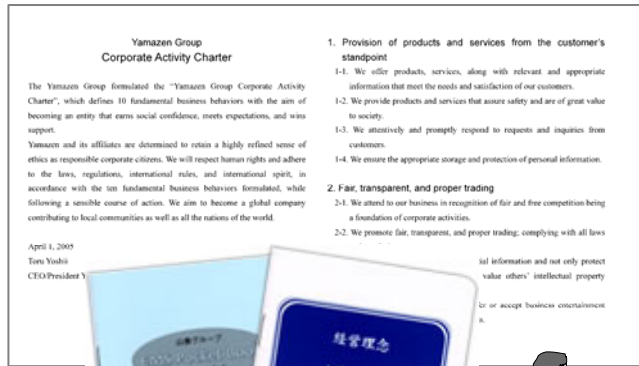 Yamazen Group
Corporate Activity Charter
The Yamazen Group formulated the “Yamazen Group Corporate Activity
Charter”, which defines 10 fundamental business behaviors with the aim of
becoming an entity that earns social confidence, meets expectations, and wins
support.
Yamazen and its affiliates are determined to retain a highly refined sense of
ethics as responsible corporate citizens. We will respect human rights and adhere
to the laws, regulations, international rules, and international spirit, in
accordance with the ten fundamental business behaviors formulated, while
following a sensible course of action. We aim to become a global company
contributing to local communities as well as all the nations of the world.
April 1, 2005
Toru Yoshii
CEO/President Y
1. Provision of products and services from the customer’s
standpoint
1-1. We offer products, services, along with relevant and appropriate
information that meet the needs and satisfaction of our customers.
1-2. We provide products and services that assure safety and are of great value
to society.
1-3. We attentively and promptly respond to requests and inquiries from
customers.
1-4. We ensure the appropriate storage and protection of personal information.
2. Fair, transparent, and proper trading
2-1. We attend to our business in recognition of fair and free competition being
a foundation of corporate activities.
2-2. We promote fair, transparent, and proper trading; complying with all laws
ial information and not only protect
value others’ intellectual property
or accept business entertainment
山善グループ
EMS Pocket Book
経営理念